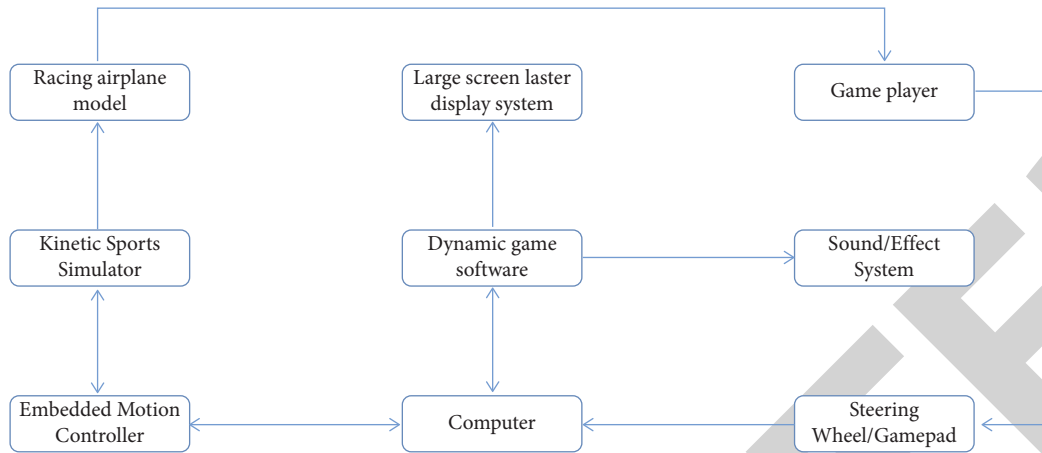 Racing airplane
model
Large screen laster
display system
Game player
Kinetic Sports
Simulator
Dynamic game
software
Sound/Effect
System
Embedded Motion
Controller
Computer
Steering
Wheel/Gamepad